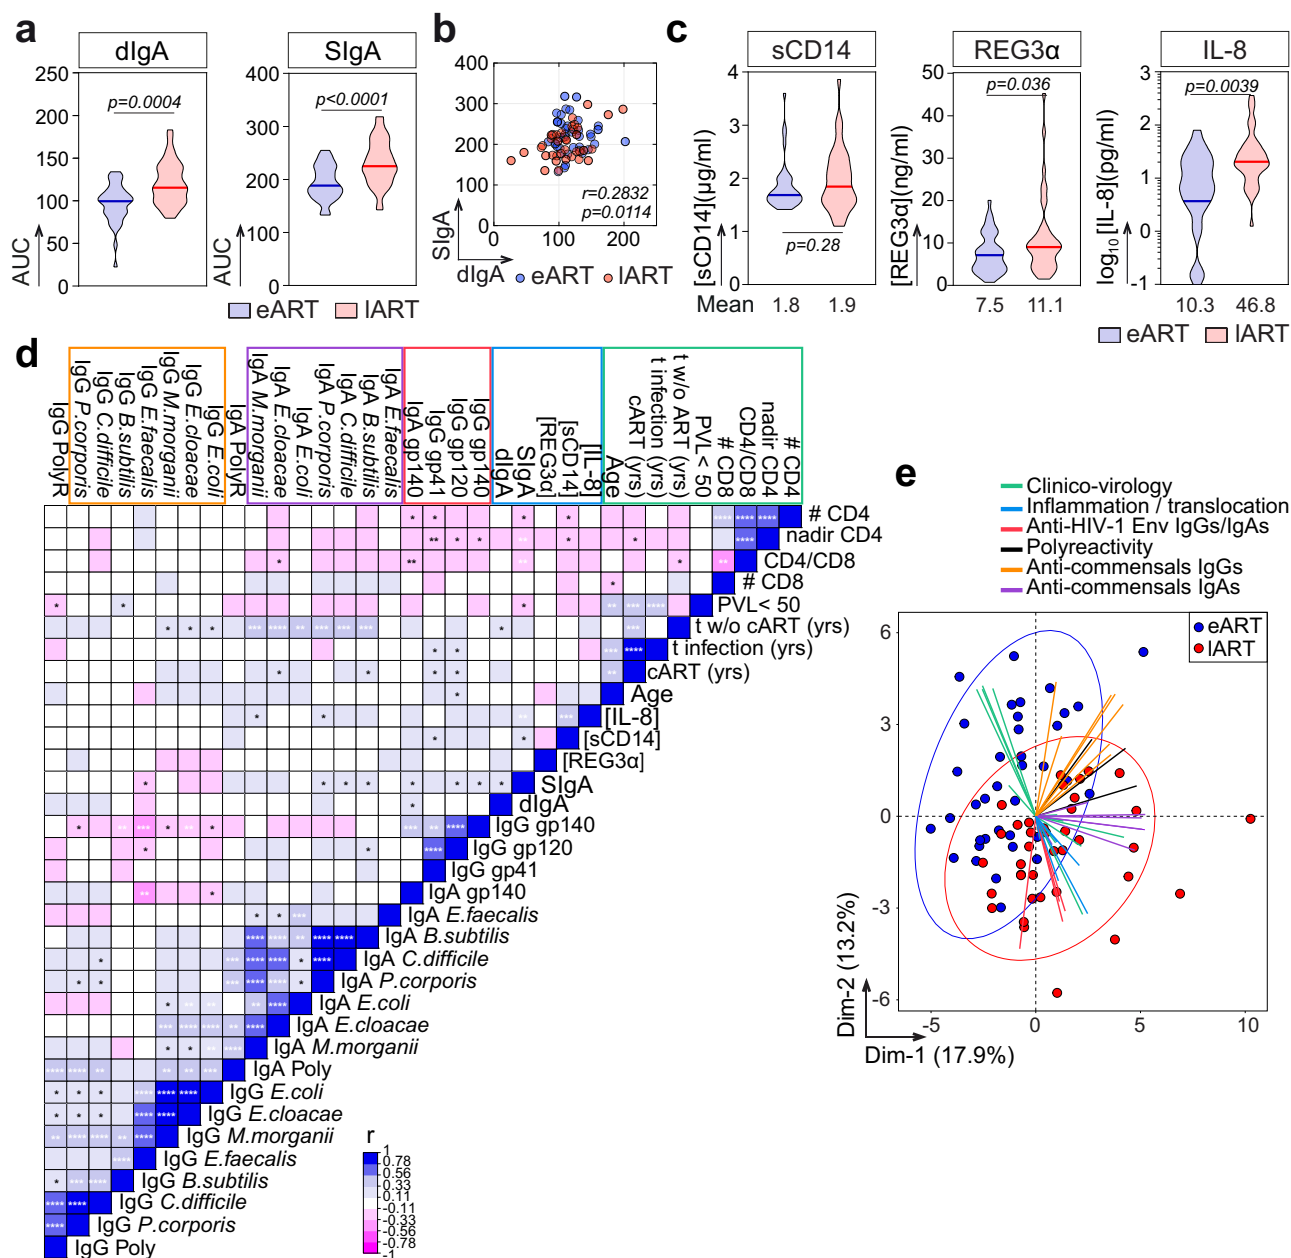 a
dIgA
SIgA
AUC
250
200
150
100
50
0
p=0.0004
AUC
400
300
200
100
0
p<0.0001
eART
lART
b
SIgA
400
300
200
100
0
r=0.2832
p=0.0114
0
100
200
dIgA
eART
lART
c
sCD14
REG3α
IL-8
[sCD14](µg/ml)
4
3
2
1
0
p=0.28
[REG3α](ng/ml)
50
40
30
20
10
0
p=0.036
log10 [IL-8](pg/ml)
3
2
1
0
-1
p=0.0039
Mean
1.8
1.9
7.5
11.1
10.3
46.8
eART
lART
d
IgG PolyR
IgG P.corporis
IgG C.difficile
IgG B.subtilis
IgG E.faecalis
IgG M.morganii
IgG E.cloacae
IgG E.coli
IgA PolyR
IgA M.morganii
IgA E.cloacae
IgA E.coli
IgA P.corporis
IgA C.difficile
IgA B.subtilis
IgA E.faecalis
IgA gp140
IgG gp41
IgG gp120
IgG gp140
dIgA
SIgA
[REG3α]
[sCD14]
[IL-8]
Age
cART (yrs)
t infection (yrs)
t w/o ART (yrs)
PVL< 50
# CD8
CD4/CD8
nadir CD4
# CD4
# CD4
nadir CD4
CD4/CD8
# CD8
PVL< 50
t w/o cART (yrs)
t infection (yrs)
cART (yrs)
Age
[IL-8]
[sCD14]
[REG3α]
SIgA
dIgA
IgG gp140
IgG gp120
IgG gp41
IgA gp140
IgA E.faecalis
IgA B.subtilis
IgA C.difficile
IgA P.corporis
IgA E.coli
IgA E.cloacae
IgA M.morganii
IgA Poly
IgG E.coli
IgG E.cloacae
IgG M.morganii
IgG E.faecalis
IgG B.subtilis
IgG C.difficile
IgG P.corporis
IgG Poly
r
1
0.78
0.56
0.33
0.11
-0.11
-0.33
-0.56
-0.78
-1
e
Clinico-virology
Inflammation / translocation
Anti-HIV-1 Env IgGs/IgAs
Polyreactivity
Anti-commensals IgGs
Anti-commensals IgAs
eART
lART
Dim-2 (13.2%)
6
3
0
-3
-6
-5
0
5
10
Dim-1 (17.9%)